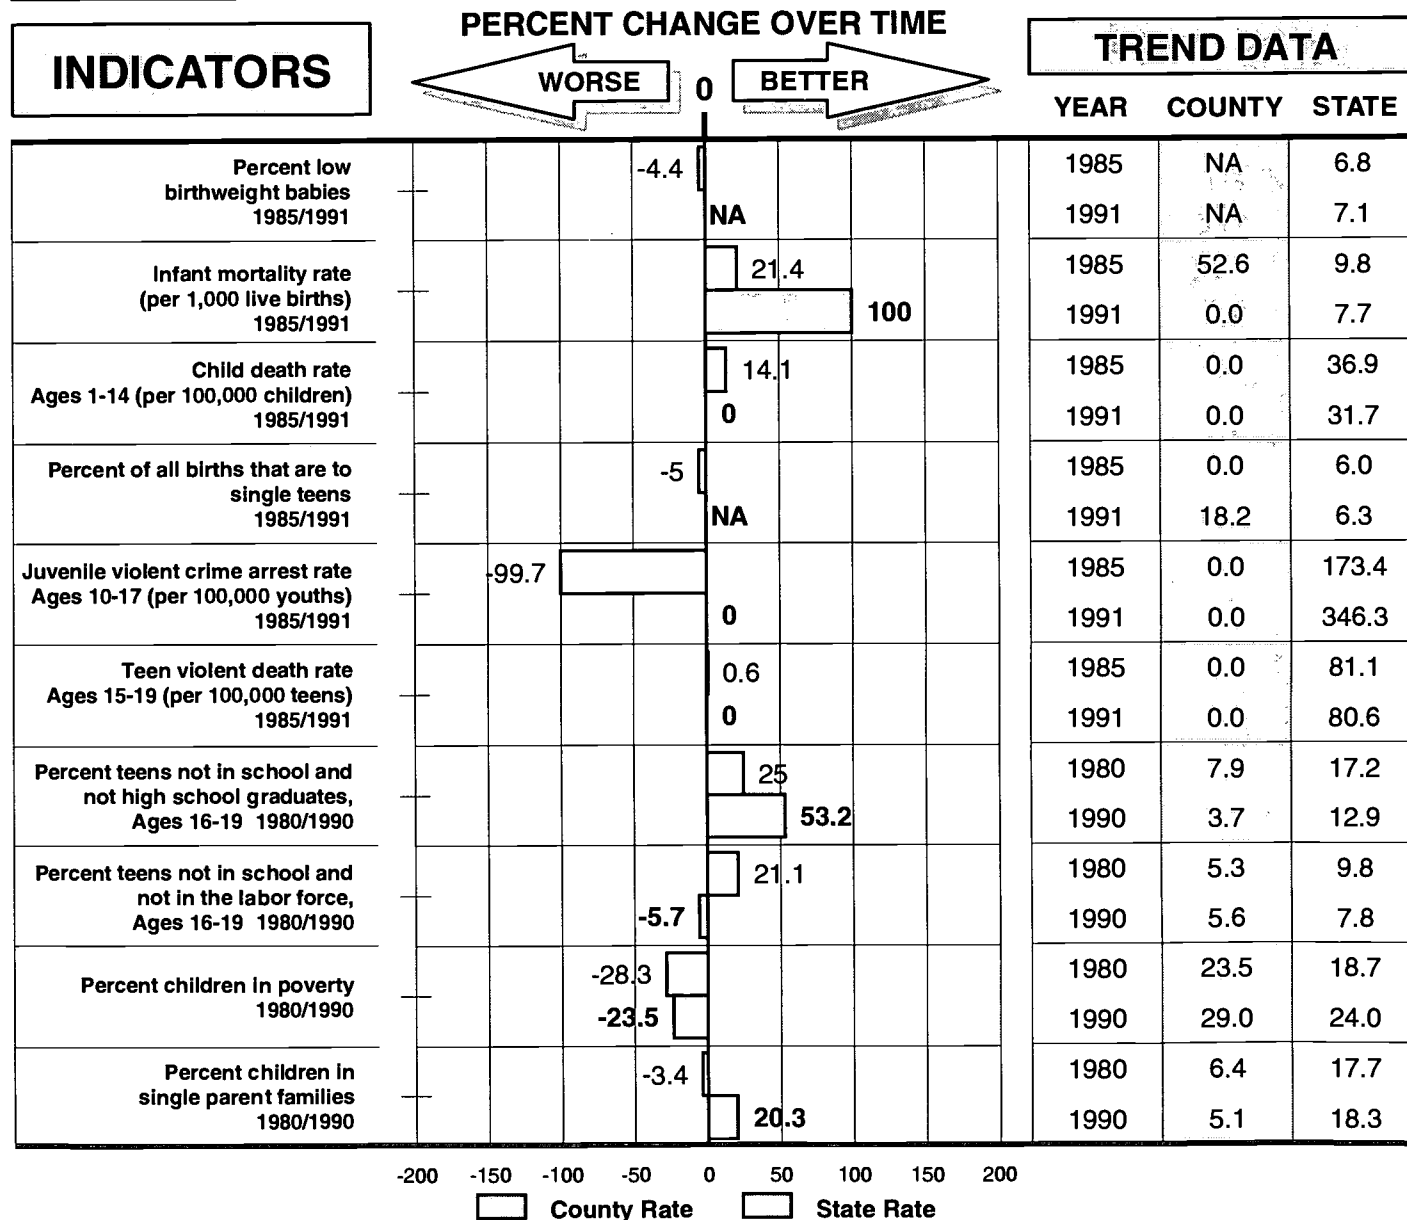 PERCENT CHANGE OVER TIME
INDICATORS
WORSE
0
BETTER
TREND DATA
YEAR COUNTY STATE
Percent low
birthweight babies
1985/1991
-4.4
NA
1985 NA 6.8
1991 NA 7.1
Infant mortality rate
(per 1,000 live births)
1985/1991
21.4
100
1985 52.6 9.8
1991 0.0 7.7
Child death rate
Ages 1-14 (per 100,000 children)
1985/1991
14.1
0
1985 0.0 36.9
1991 0.0 31.7
Percent of all births that are to
single teens
1985/1991
-5
NA
1985 0.0 6.0
1991 18.2 6.3
Juvenile violent crime arrest rate
Ages 10-17 (per 100,000 youths)
1985/1991
-99.7
0
1985 0.0 173.4
1991 0.0 346.3
Teen violent death rate
Ages 15-19 (per 100,000 teens)
1985/1991
0.6
0
1985 0.0 81.1
1991 0.0 80.6
Percent teens not in school and
not high school graduates,
Ages 16-19 1980/1990
25
53.2
1980 7.9 17.2
1990 3.7 12.9
Percent teens not in school and
not in the labor force,
Ages 16-19 1980/1990
21.1
-5.7
1980 5.3 9.8
1990 5.6 7.8
Percent children in poverty
1980/1990
-28.3
-23.5
1980 23.5 18.7
1990 29.0 24.0
Percent children in
single parent families
1980/1990
-3.4
20.3
1980 6.4 17.7
1990 5.1 18.3
-200 -150 -100 -50 0 50 100 150 200
County Rate State Rate